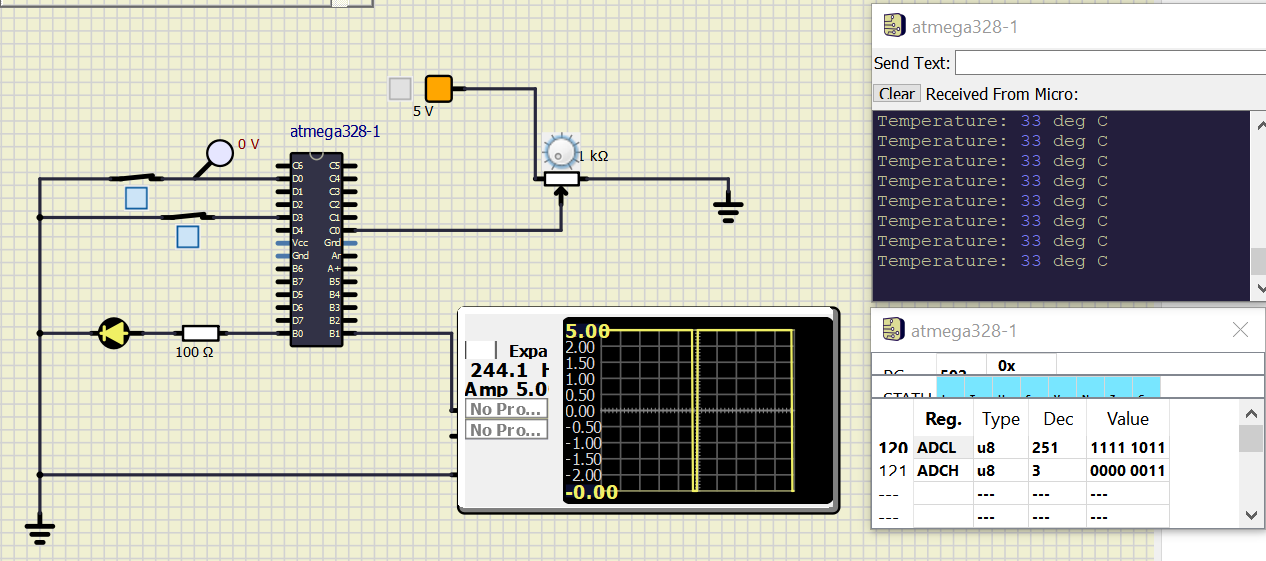 5 V
atmega328-1
0 V
1 kΩ
C6 C5
D0 C4
D1 C3
D2 C2
D3 C1
D4 C0
Vcc Gnd
Gnd Ar
B6 A+
B7 B5
D5 B4
D6 B3
D7 B2
B0 B1
100 Ω
Expa
244.1 H
Amp 5.0
No Pro...
No Pro...
5.00
2.00
1.50
1.00
0.50
0.00
-0.50
-1.00
-1.50
-2.00
-0.00
atmega328-1
Send Text:
Clear Received From Micro:
Temperature: 33 deg C
Temperature: 33 deg C
Temperature: 33 deg C
Temperature: 33 deg C
Temperature: 33 deg C
Temperature: 33 deg C
Temperature: 33 deg C
Temperature: 33 deg C
atmega328-1
0x
Reg. Type Dec Value
120 ADCL u8 251 1111 1011
121 ADCH u8 3 0000 0011
--- --- --- ---
--- --- --- ---